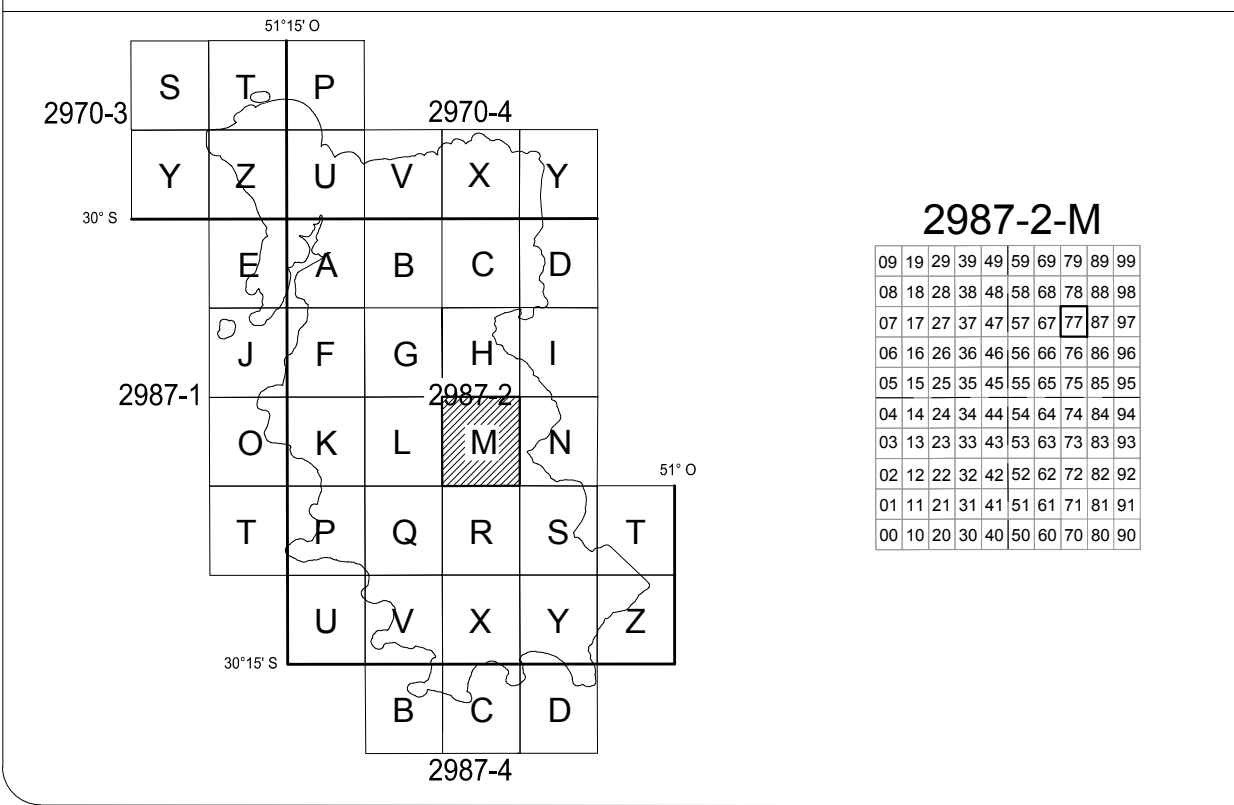 51°15' O
S T P
2970-3 2970-4
Y Z U V X Y
30° S
E A B C D
J F G H I
2987-1 2987-2
O K L M N
51° O
T P Q R S T
U V X Y Z
30°15' S
B C D
2987-4
2987-2-M
09 19 29 39 49 59 69 79 89 99
08 18 28 38 48 58 68 78 88 98
07 17 27 37 47 57 67 77 87 97
06 16 26 36 46 56 66 76 86 96
05 15 25 35 45 55 65 75 85 95
04 14 24 34 44 54 64 74 84 94
03 13 23 33 43 53 63 73 83 93
02 12 22 32 42 52 62 72 82 92
01 11 21 31 41 51 61 71 81 91
00 10 20 30 40 50 60 70 80 90